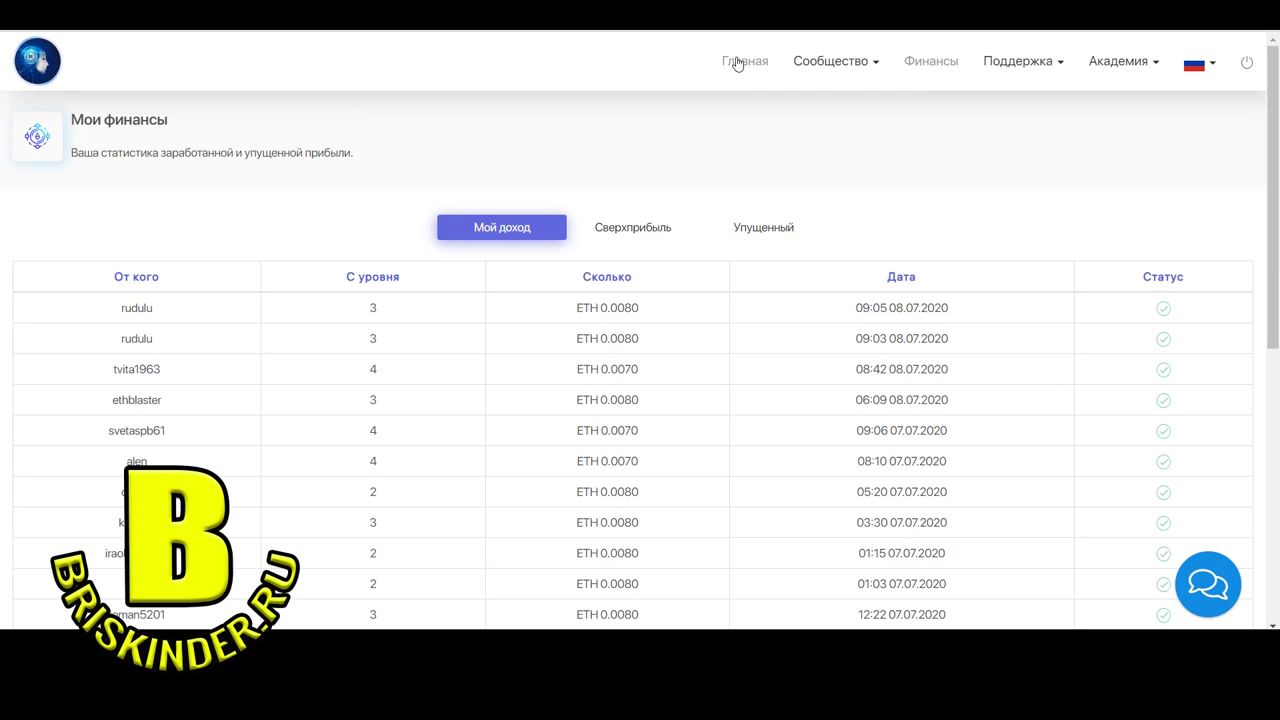 Главная Сообщество Финансы Поддержка Академия
Мои финансы
Ваша статистика заработанной и упущенной прибыли.
Мой доход Сверхприбыль Упущенный
От кого С уровня Сколько Дата Статус
rudulu 3 ETH 0.0080 09:05 08.07.2020
rudulu 3 ETH 0.0080 09:03 08.07.2020
tvita1963 4 ETH 0.0070 08:42 08.07.2020
ethblaster 3 ETH 0.0080 06:09 08.07.2020
svetaspb61 4 ETH 0.0070 09:06 07.07.2020
alen 4 ETH 0.0070 08:10 07.07.2020
2 ETH 0.0080 05:20 07.07.2020
3 ETH 0.0080 03:30 07.07.2020
2 ETH 0.0080 01:15 07.07.2020
2 ETH 0.0080 01:03 07.07.2020
3 ETH 0.0080 12:22 07.07.2020
B
BRISKINDER.RU